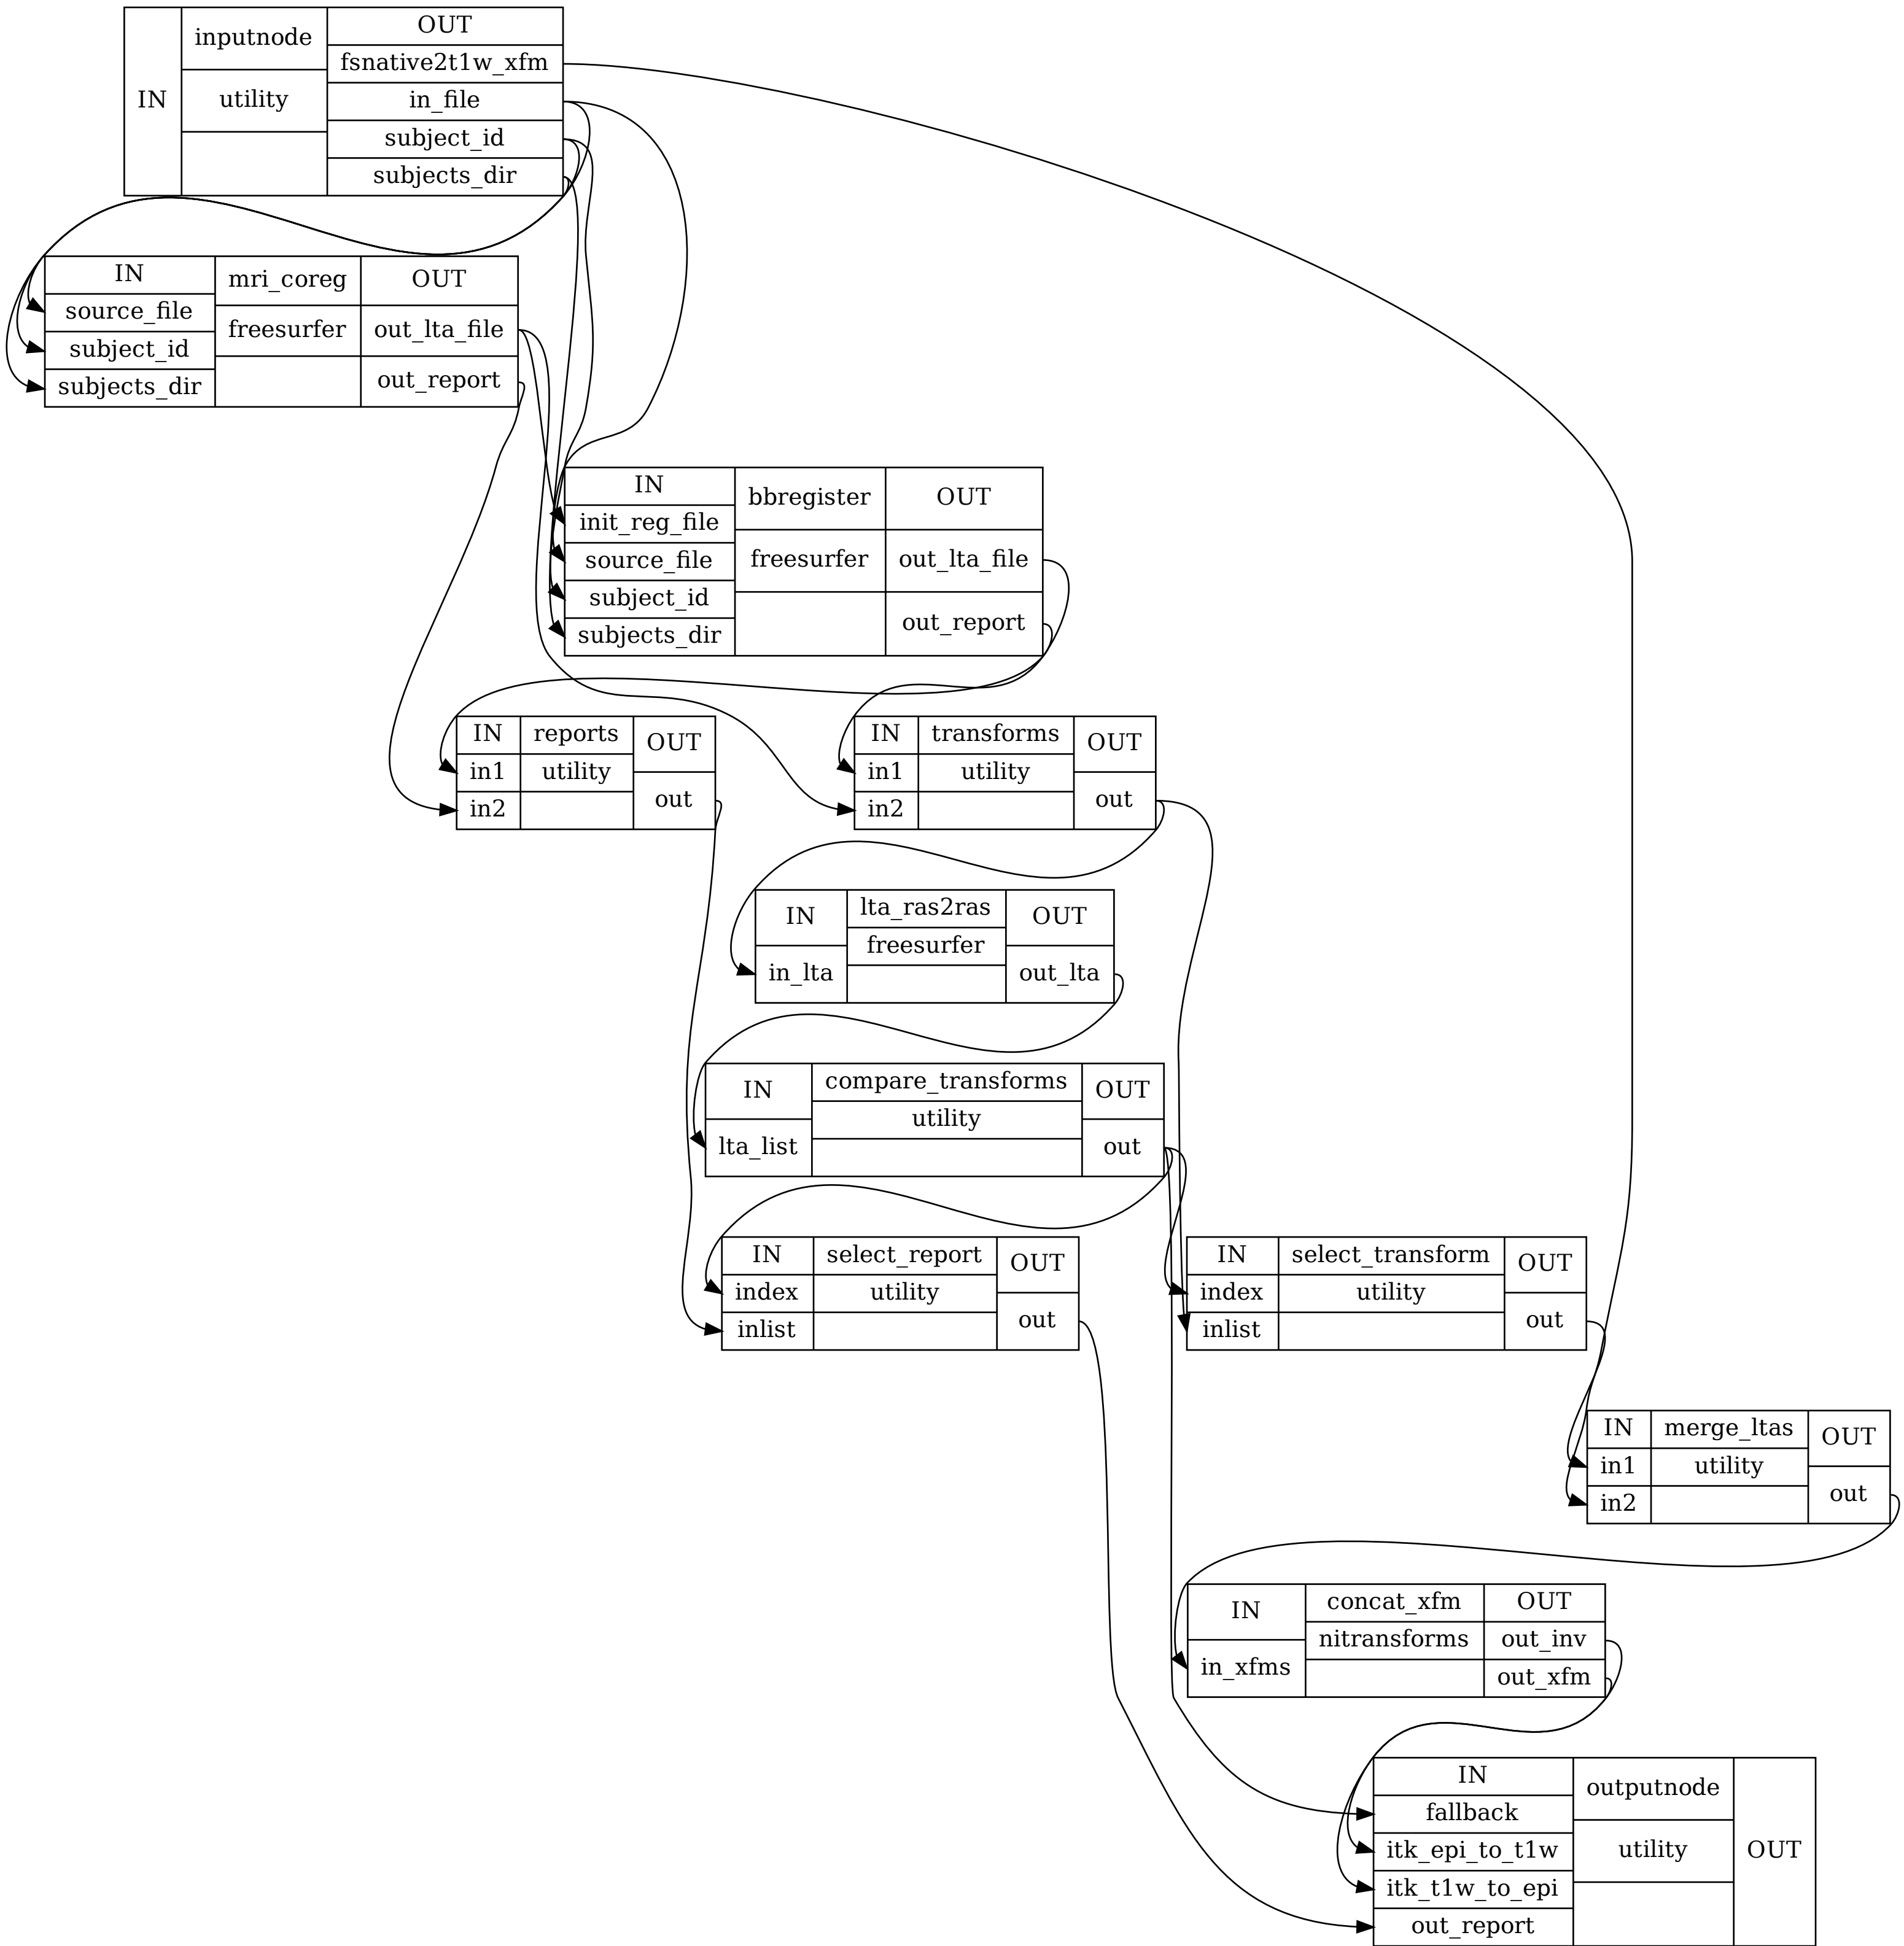 IN
inputnode
utility
OUT
fsnative2t1w_xfm
in_file
subject_id
subjects_dir
IN
source_file
subject_id
subjects_dir
mri_coreg
freesurfer
OUT
out_lta_file
out_report
IN
init_reg_file
source_file
subject_id
subjects_dir
bbregister
freesurfer
OUT
out_lta_file
out_report
IN
in1
in2
reports
utility
OUT
out
IN
in1
in2
transforms
utility
OUT
out
IN
in_lta
lta_ras2ras
freesurfer
OUT
out_lta
IN
lta_list
compare_transforms
utility
OUT
out
IN
index
inlist
select_report
utility
OUT
out
IN
index
inlist
select_transform
utility
OUT
out
IN
in1
in2
merge_ltas
utility
OUT
out
IN
in_xfms
concat_xfm
nitransforms
OUT
out_inv
out_xfm
IN
fallback
itk_epi_to_t1w
itk_t1w_to_epi
out_report
outputnode
utility
OUT